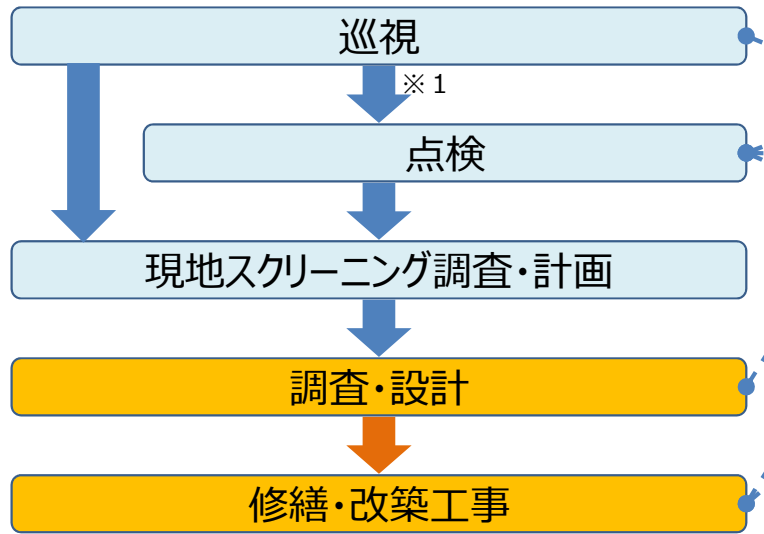 巡視
※１
点検
現地スクリーニング調査・計画
調査・設計
修繕・改築工事